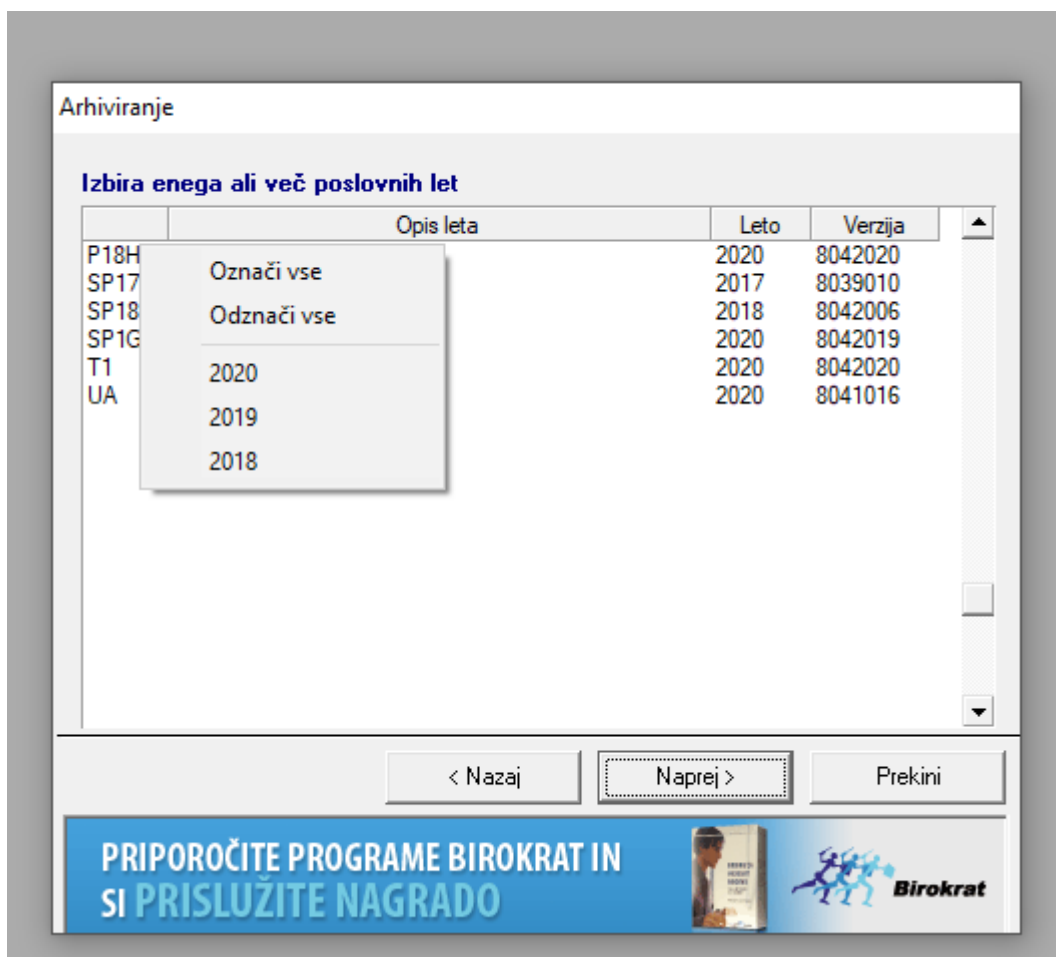 Arhiviranje
Izbira enega ali več poslovnih let
Opis leta Leto Verzija
P18H 2020 8042020
SP17 2017 8039010
SP18 2018 8042006
SP1G 2020 8042019
T1 2020 8042020
UA 2020 8041016
Označi vse
Odznači vse
2020
2019
2018
< Nazaj Naprej > Prekini
PRIPOROČITE PROGRAME BIROKRAT IN
SI PRISLUŽITE NAGRADO
Birokrat